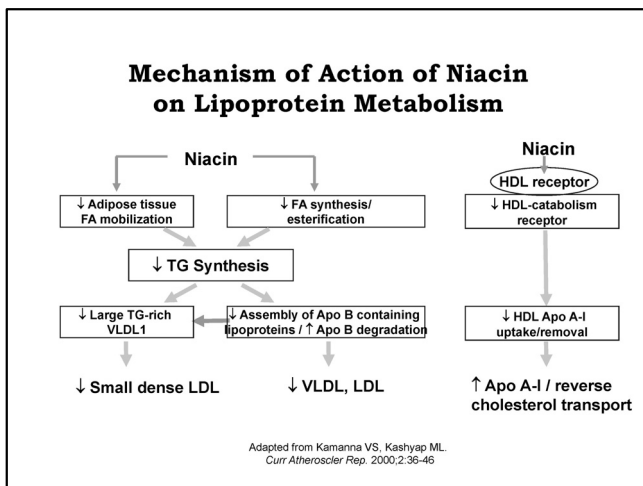 Mechanism of Action of Niacin
on Lipoprotein Metabolism
Niacin
↓ Adipose tissue
FA mobilization
↓ FA synthesis/
esterification
↓ TG Synthesis
↓ Large TG-rich
VLDL1
↓ Assembly of Apo B containing
lipoproteins / ↑ Apo B degradation
↓ Small dense LDL
↓ VLDL, LDL
Niacin
HDL receptor
↓ HDL-catabolism
receptor
↓ HDL Apo A-I
uptake/removal
↑ Apo A-I / reverse
cholesterol transport
Adapted from Kamanna VS, Kashyap ML.
Curr Atheroscler Rep. 2000;2:36-46